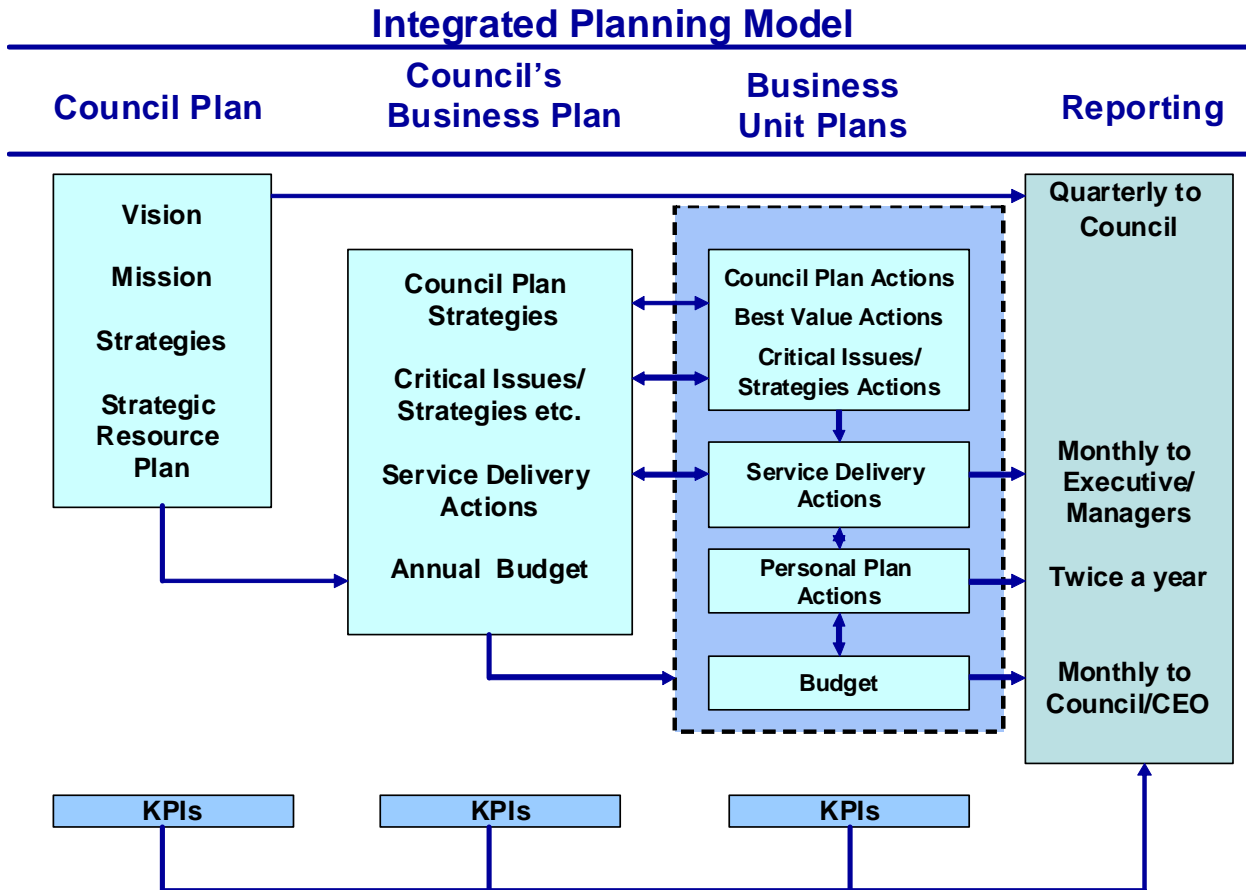 Integrated Planning Model
Council Plan
Council's
Business Plan
Business
Unit Plans
Reporting
Vision
Mission
Strategies
Strategic
Resource
Plan
Council Plan
Strategies
Critical Issues/
Strategies etc.
Service Delivery
Actions
Annual Budget
Council Plan Actions
Best Value Actions
Critical Issues/
Strategies Actions
Service Delivery
Actions
Personal Plan
Actions
Budget
Quarterly to
Council
Monthly to
Executive/
Managers
Twice a year
Monthly to
Council/CEO
KPIs
KPIs
KPIs